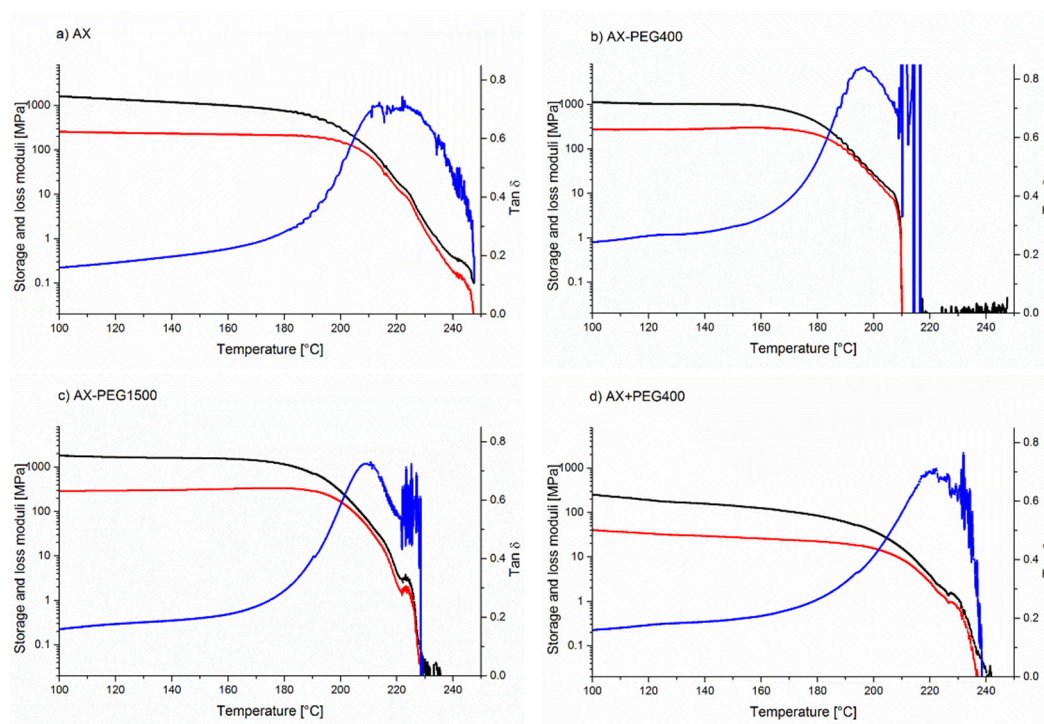 a) AX
Storage and loss moduli [MPa]
1000
100
10
1
0.1
0.8
0.6
0.4
0.2
0.0
Tan δ
100 120 140 160 180 200 220 240
Temperature [°C]
b) AX-PEG400
Storage and loss moduli [MPa]
1000
100
10
1
0.1
0.8
0.6
0.4
0.2
0.0
100 120 140 160 180 200 220 240
Temperature [°C]
c) AX-PEG1500
Storage and loss moduli [MPa]
1000
100
10
1
0.1
0.8
0.6
0.4
0.2
0.0
Tan δ
100 120 140 160 180 200 220 240
Temperature [°C]
d) AX+PEG400
Storage and loss moduli [MPa]
1000
100
10
1
0.1
0.8
0.6
0.4
0.2
0.0
100 120 140 160 180 200 220 240
Temperature [°C]